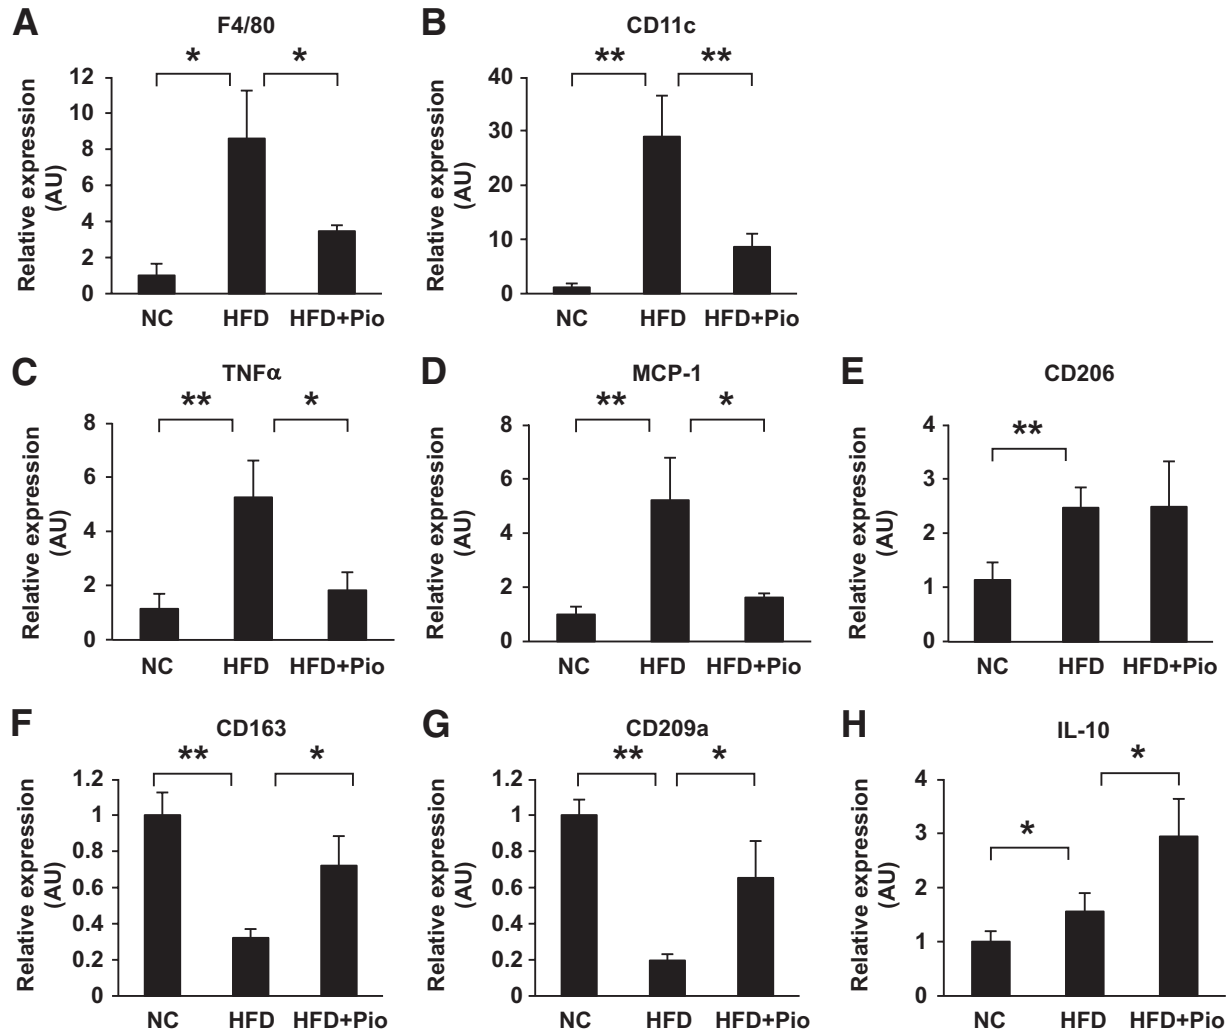 A
F4/80
* *
Relative expression
(AU)
12
10
8
6
4
2
0
NC HFD HFD+Pio
B
CD11c
** **
Relative expression
(AU)
40
30
20
10
0
NC HFD HFD+Pio
C
TNFα
** *
Relative expression
(AU)
8
6
4
2
0
NC HFD HFD+Pio
D
MCP-1
** *
Relative expression
(AU)
8
6
4
2
0
NC HFD HFD+Pio
E
CD206
**
Relative expression
(AU)
4
3
2
1
0
NC HFD HFD+Pio
F
CD163
** *
Relative expression
(AU)
1.2
1
0.8
0.6
0.4
0.2
0
NC HFD HFD+Pio
G
CD209a
** *
Relative expression
(AU)
1.2
1
0.8
0.6
0.4
0.2
0
NC HFD HFD+Pio
H
IL-10
*
*
Relative expression
(AU)
4
3
2
1
0
NC HFD HFD+Pio